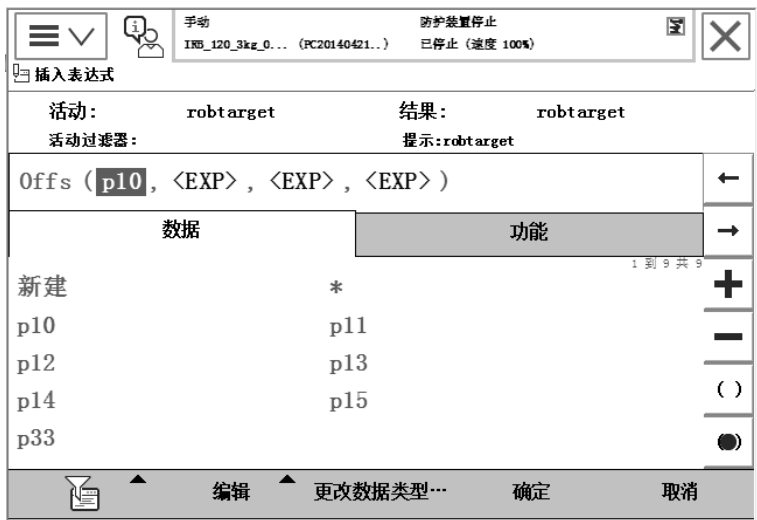 手动
防护装置停止
IRB_120_3kg_0... (PC20140421..)
已停止 (速度 100%)
插入表达式
活动: robtarget
结果: robtarget
活动过滤器:
提示:robtarget
Offs (p10, <EXP>, <EXP>, <EXP>)
数据
功能
1 到 9 共 9
新建
*
p10
p11
p12
p13
p14
p15
p33
( )
编辑
更改数据类型…
确定
取消